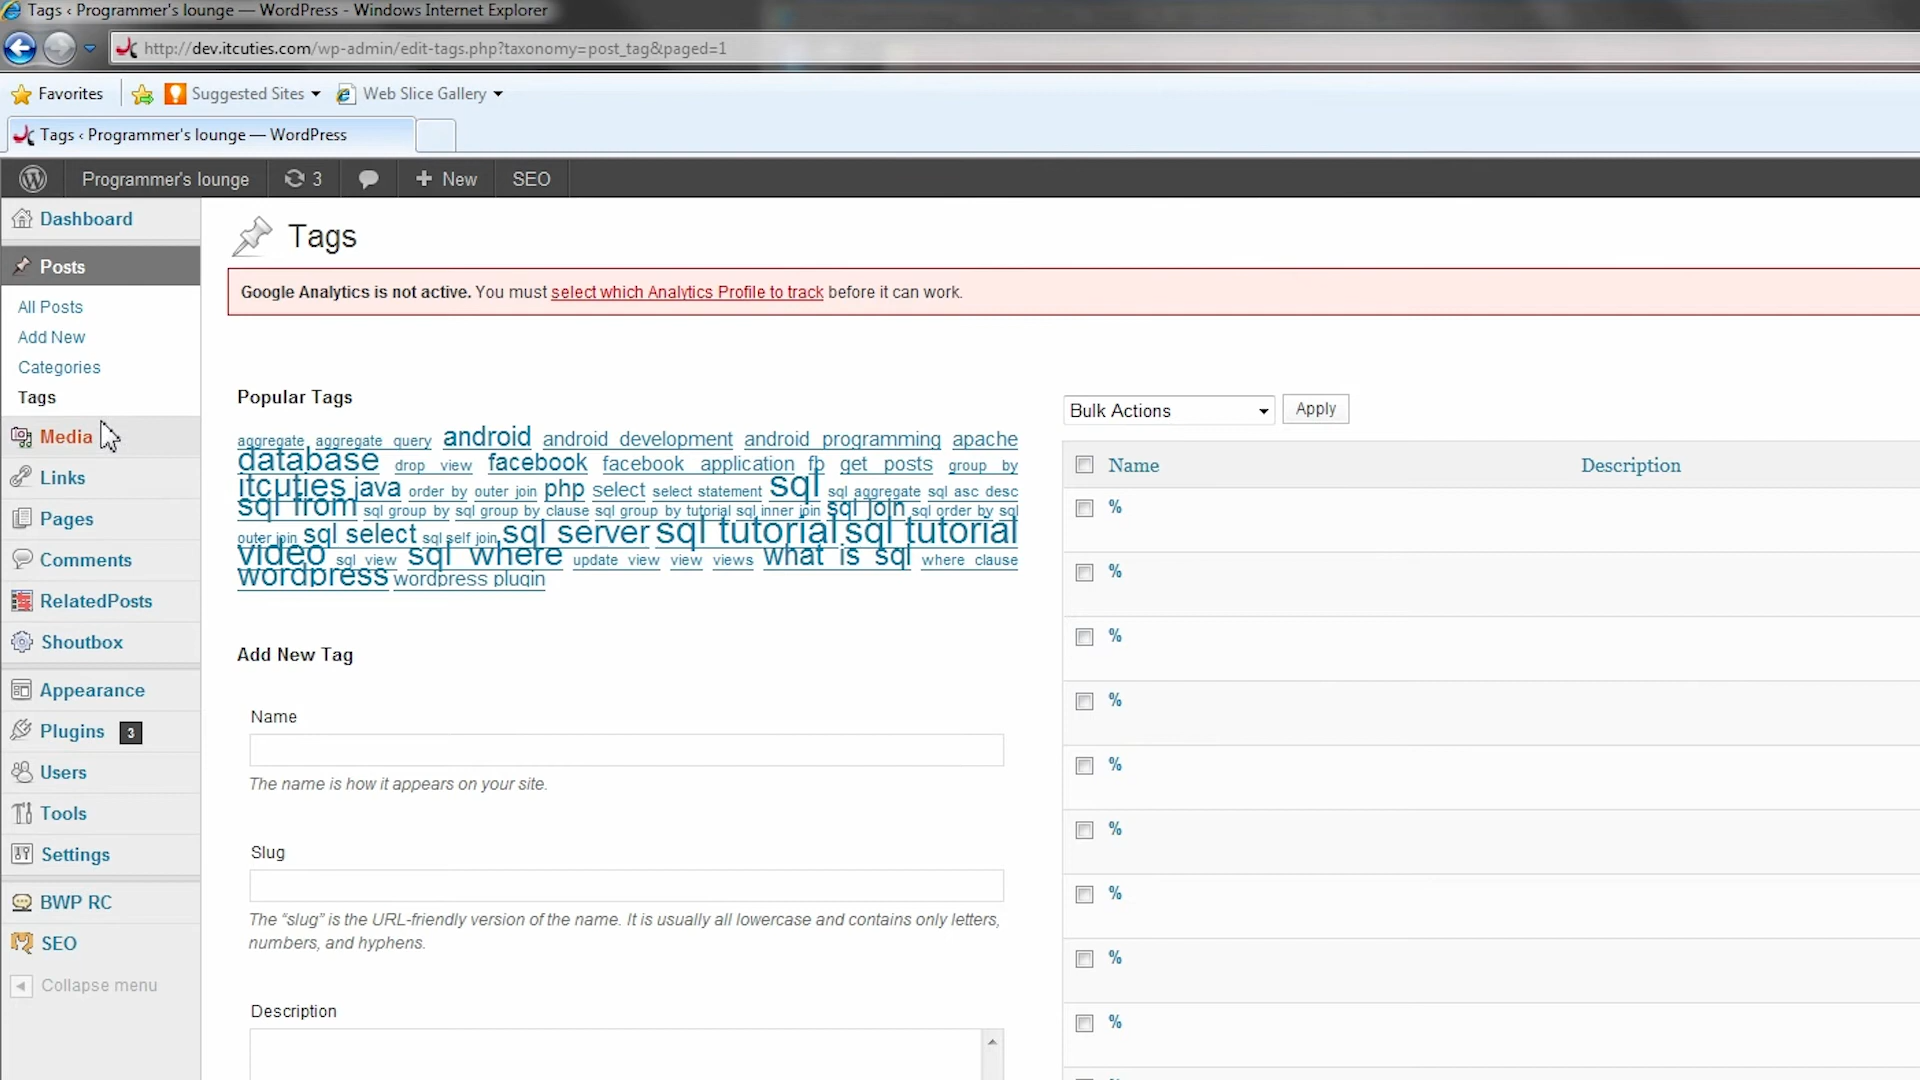 Tags ‹ Programmer's lounge — WordPress - Windows Internet Explorer
http://dev.itcuties.com/wp-admin/edit-tags.php?taxonomy=post_tag&paged=1
Favorites Suggested Sites Web Slice Gallery
Tags ‹ Programmer's lounge — WordPress
Programmer's lounge 3 + New SEO
Dashboard
Posts
All Posts
Add New
Categories
Tags
Media
Links
Pages
Comments
RelatedPosts
Shoutbox
Appearance
Plugins 3
Users
Tools
Settings
BWP RC
SEO
Collapse menu
Tags
Google Analytics is not active. You must select which Analytics Profile to track before it can work.
Popular Tags
aggregate aggregate query android android development android programming apache
database drop view facebook facebook application fb get posts group by
itcuties java order by outer join php select select statement sql sql aggregate sql asc desc
sql from sql group by sql group by clause sql group by tutorial sql inner join sql join sql order by sql
outer join sql select sql self join sql server sql tutorial sql tutorial
video sql view sql where update view view views what is sql where clause
wordpress wordpress plugin
Add New Tag
Name
The name is how it appears on your site.
Slug
The “slug” is the URL-friendly version of the name. It is usually all lowercase and contains only letters,
numbers, and hyphens.
Description
Bulk Actions Apply
Name Description
%
%
%
%
%
%
%
%
%